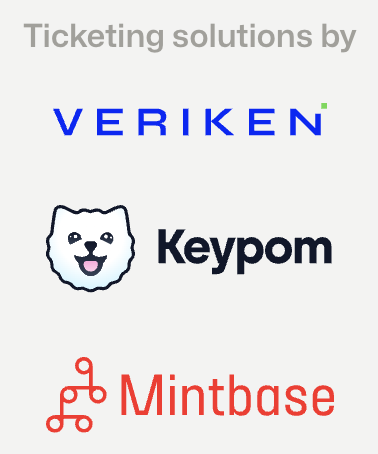 Ticketing solutions by
VERIKEN
Keypom
Mintbase